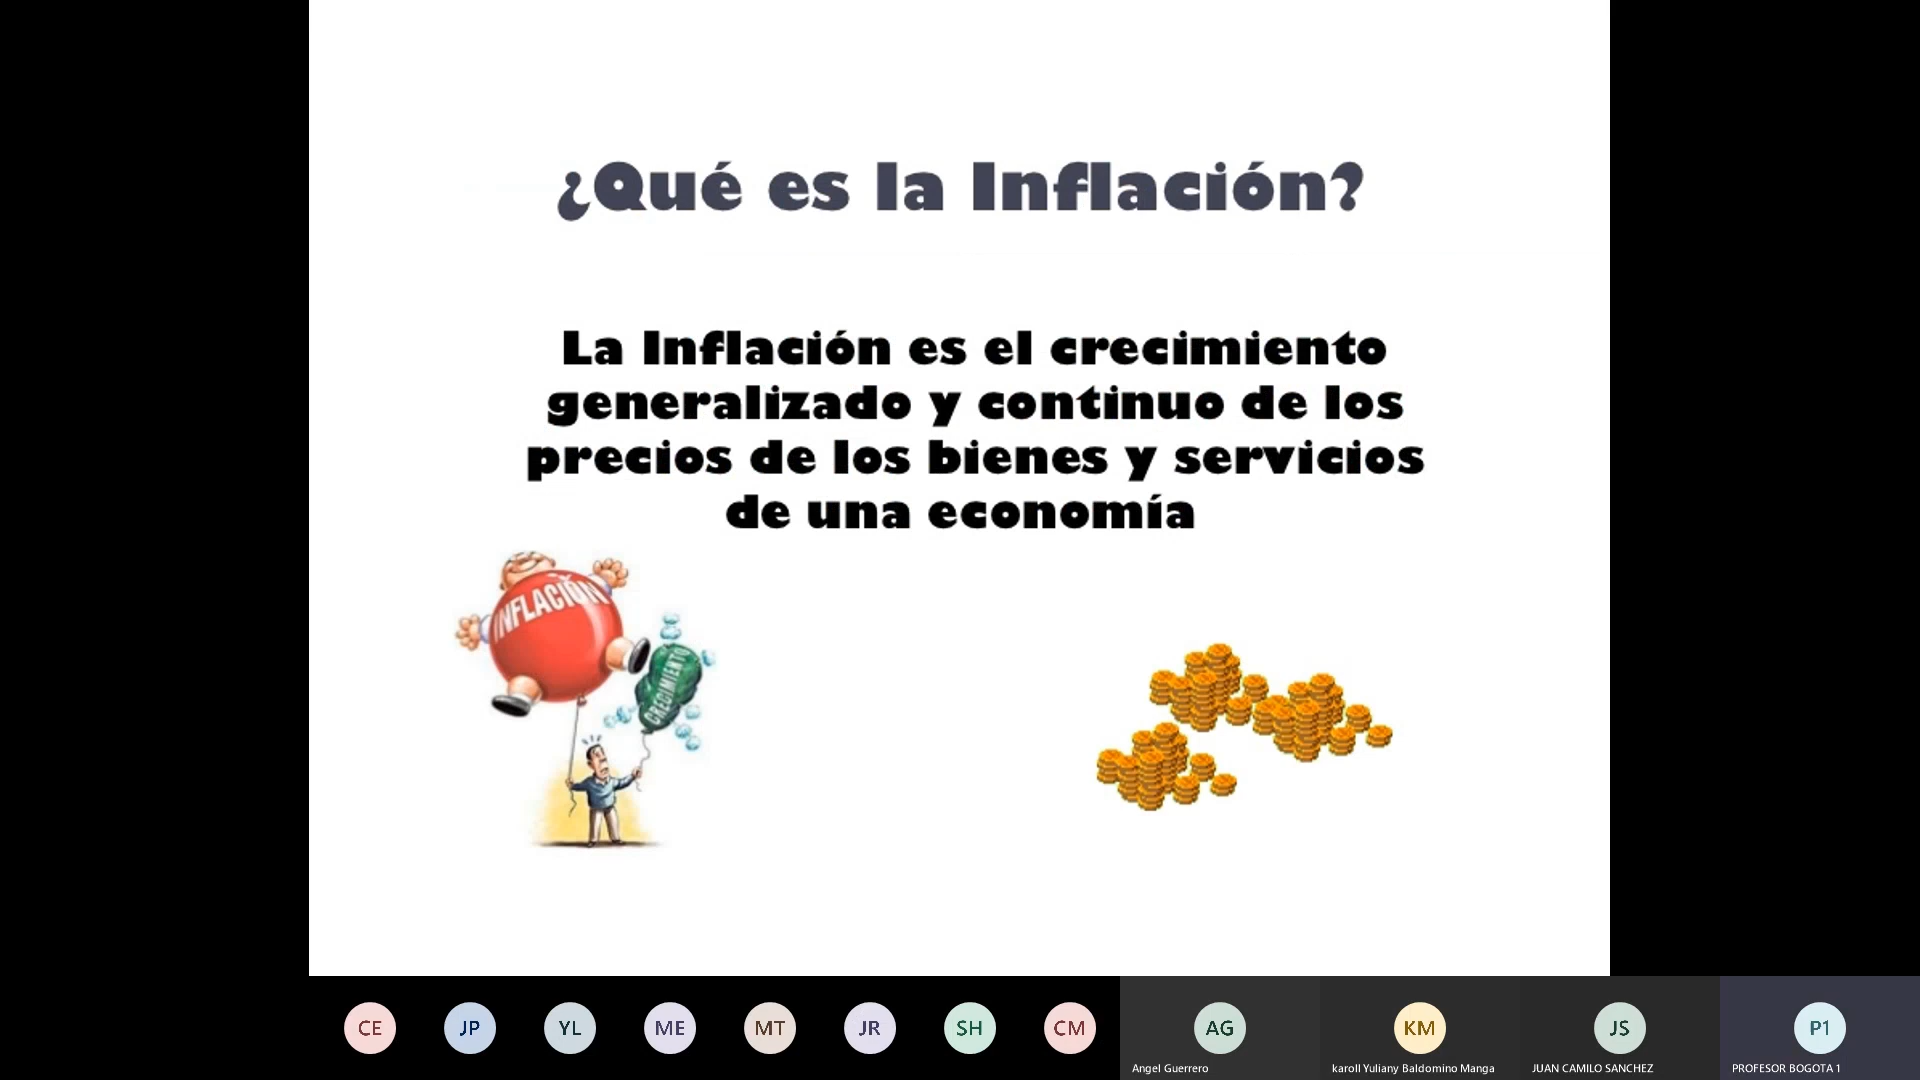 ¿Qué es la Inflación?
La Inflación es el crecimiento
generalizado y continuo de los
precios de los bienes y servicios
de una economía
INFLACIÓN
CRECIMIENTO
CE
JP
YL
ME
MT
JR
SH
CM
AG
KM
JS
P1
Angel Guerrero
karoll Yuliany Baldomino Manga
JUAN CAMILO SANCHEZ
PROFESOR BOGOTA 1